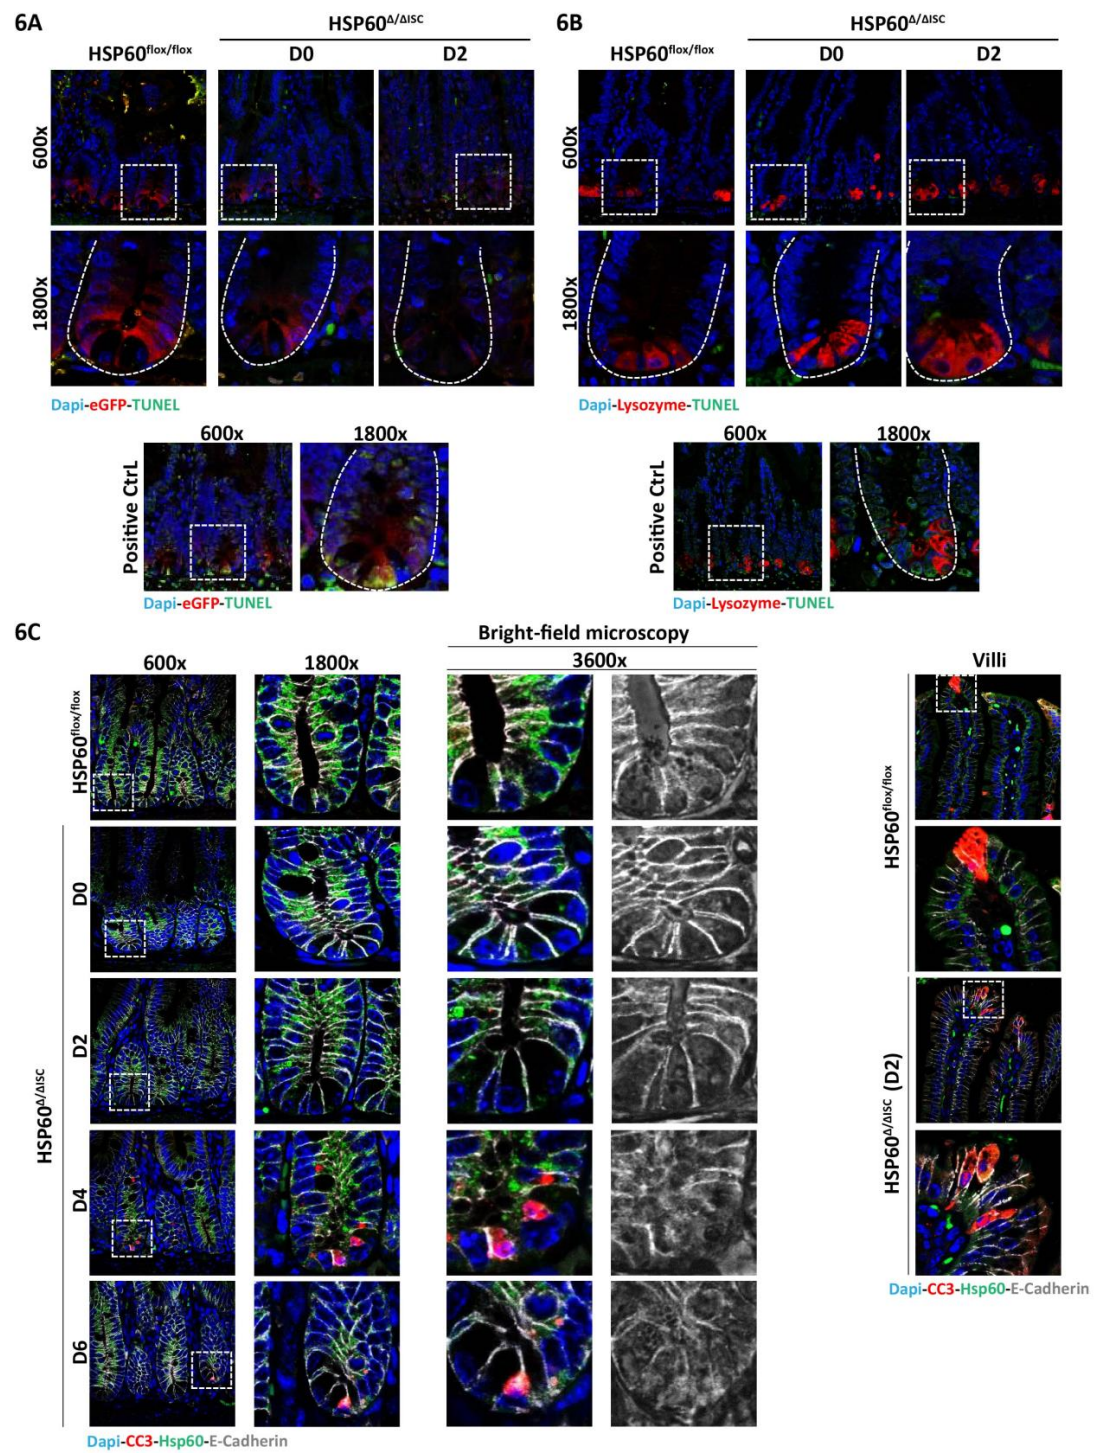 6A
HSP60Δ/ΔISC
HSP60flox/flox
D0
D2
600x
1800x
Dapi-eGFP-TUNEL
600x
1800x
Positive CtrL
Dapi-eGFP-TUNEL
6B
HSP60Δ/ΔISC
HSP60flox/flox
D0
D2
600x
1800x
Dapi-Lysozyme-TUNEL
600x
1800x
Positive CtrL
Dapi-Lysozyme-TUNEL
6C
Bright-field microscopy
600x
1800x
3600x
HSP60flox/flox
HSP60Δ/ΔISC
D0
D2
D4
D6
Dapi-CC3-Hsp60-E-Cadherin
Villi
HSP60flox/flox
HSP60Δ/ΔISC (D2)
Dapi-CC3-Hsp60-E-Cadherin